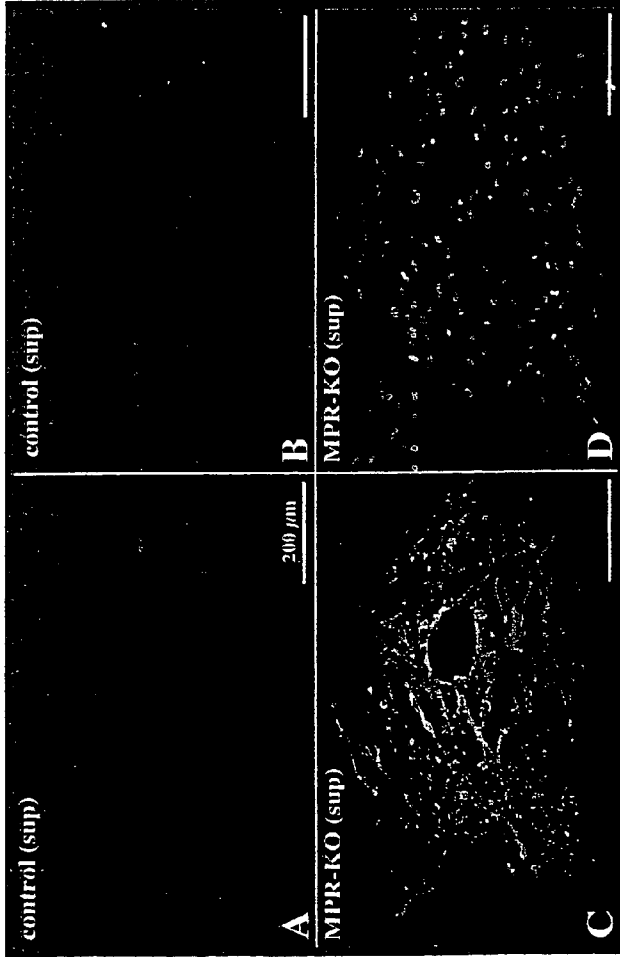 control (sup)
A
200 µm
control (sup)
B
MPR-KO (sup)
C
MPR-KO (sup)
D